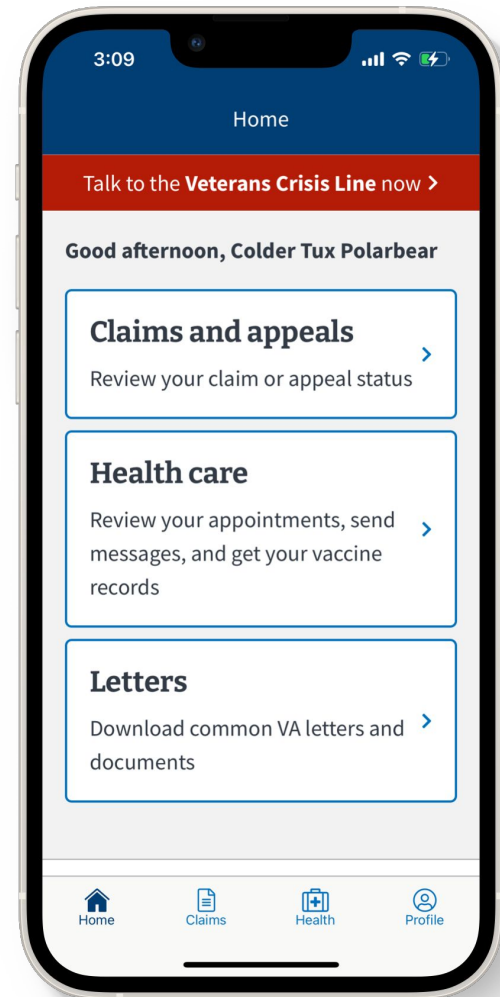 3:09
Home
Talk to the Veterans Crisis Line now
Good afternoon, Colder Tux Polarbear
Claims and appeals
Review your claim or appeal status
Health care
Review your appointments, send
messages, and get your vaccine
records
Letters
Download common VA letters and
documents
Home Claims Health Profile